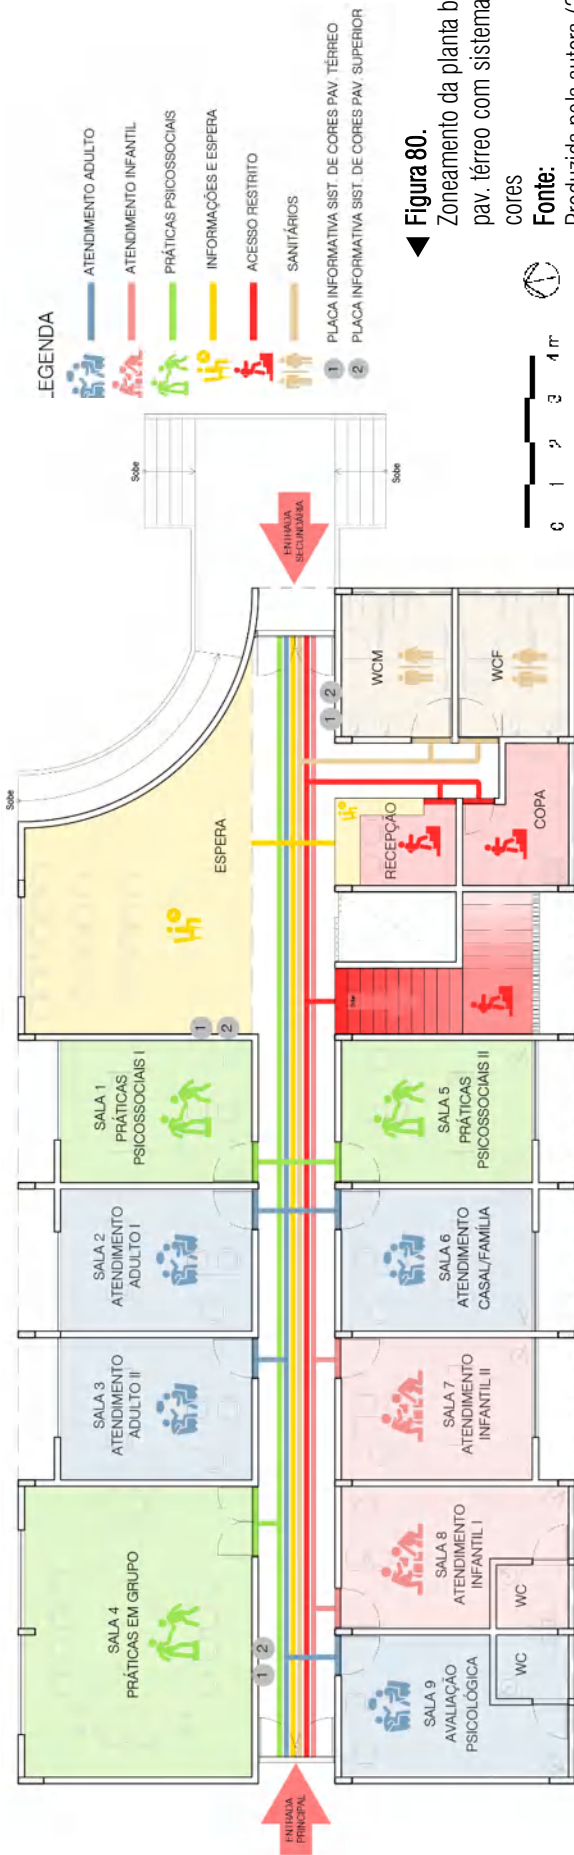 LEGENDA
ATENDIMENTO ADULTO
ATENDIMENTO INFANTIL
PRÁTICAS PSICOSSOCIAIS
INFORMAÇÕES E ESPERA
ACESSO RESTRITO
SANITÁRIOS
1 PLACA INFORMATIVA SIST. DE CORES PAV. TÉRREO
2 PLACA INFORMATIVA SIST. DE CORES PAV. SUPERIOR
◀ Figura 80.
Zoneamento da planta
pav. térreo com sistema
cores
Fonte:
Produzido pela autora
0 1 2 3 4 m
Sobe
Sobe
Sobe
ENTRADA
SECUNDÁRIA
ENTRADA
PRINCIPAL
SALA 4
PRÁTICAS EM GRUPO
SALA 3
ATENDIMENTO
ADULTO II
SALA 2
ATENDIMENTO
ADULTO I
SALA 1
PRÁTICAS
PSICOSSOCIAIS I
ESPERA
1 2
1 2
1 2
SALA 9
AVALIAÇÃO
PSICOLÓGICA
WC
WC
SALA 8
ATENDIMENTO
INFANTIL I
SALA 7
ATENDIMENTO
INFANTIL II
SALA 6
ATENDIMENTO
CASAL/FAMÍLIA
SALA 5
PRÁTICAS
PSICOSSOCIAIS II
RECEPÇÃO
COPA
WCM
WCF